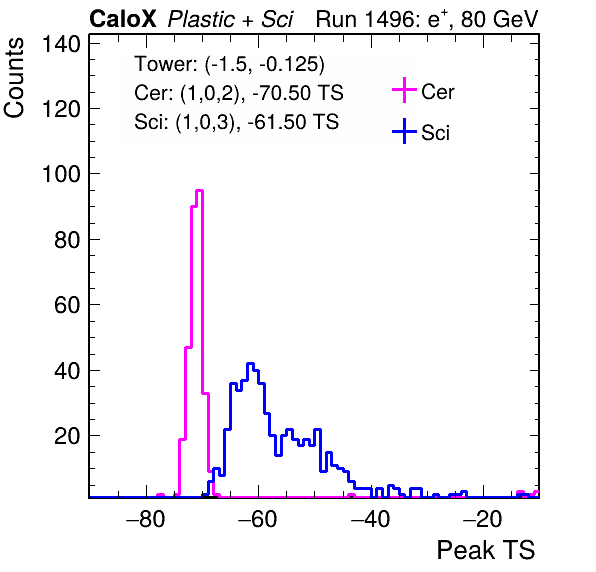 CaloX Plastic + Sci Run 1496: e⁺, 80 GeV
Counts
Tower: (-1.5, -0.125)
Cer: (1,0,2), -70.50 TS
Sci: (1,0,3), -61.50 TS
Cer
Sci
140
120
100
80
60
40
20
−80 −60 −40 −20
Peak TS